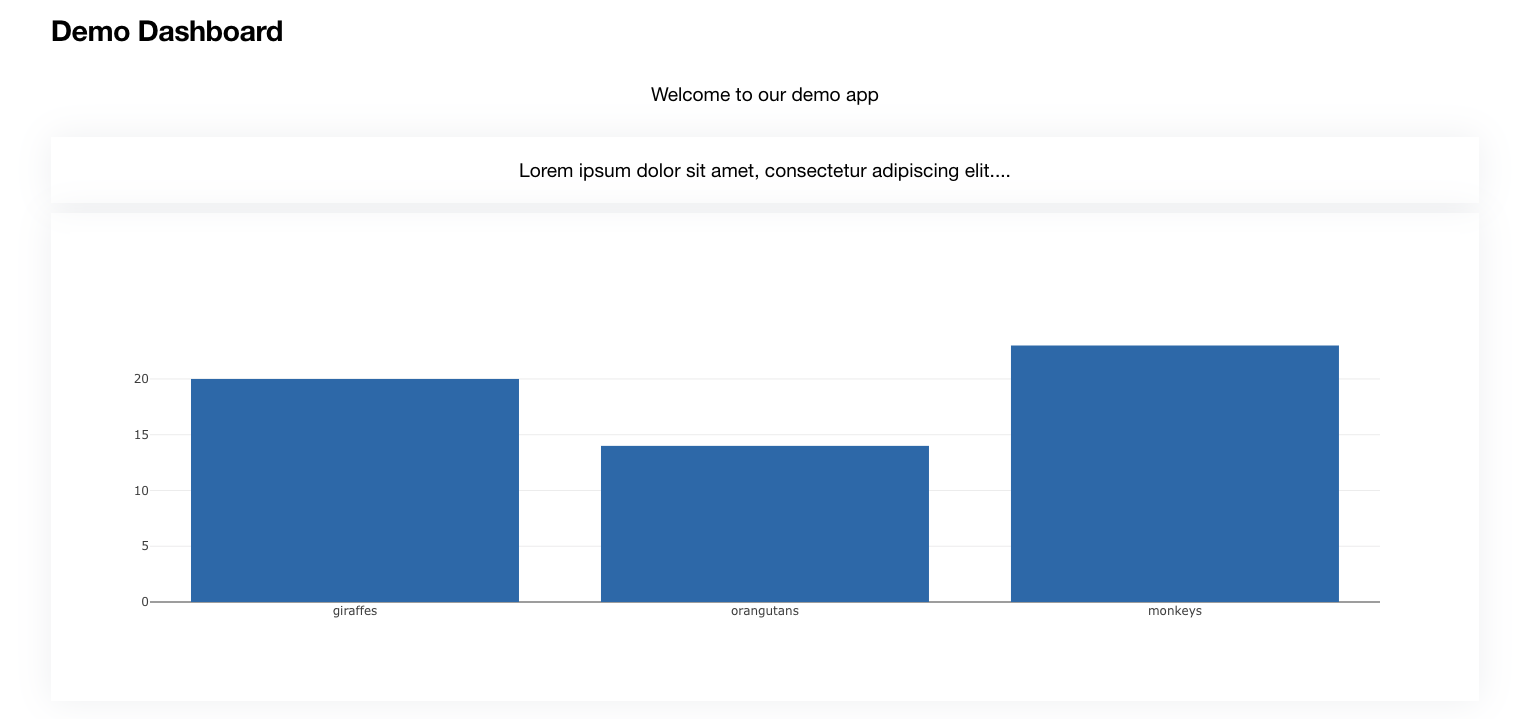 Demo Dashboard
Welcome to our demo app
Lorem ipsum dolor sit amet, consectetur adipiscing elit....
20
15
10
5
0
giraffes
orangutans
monkeys